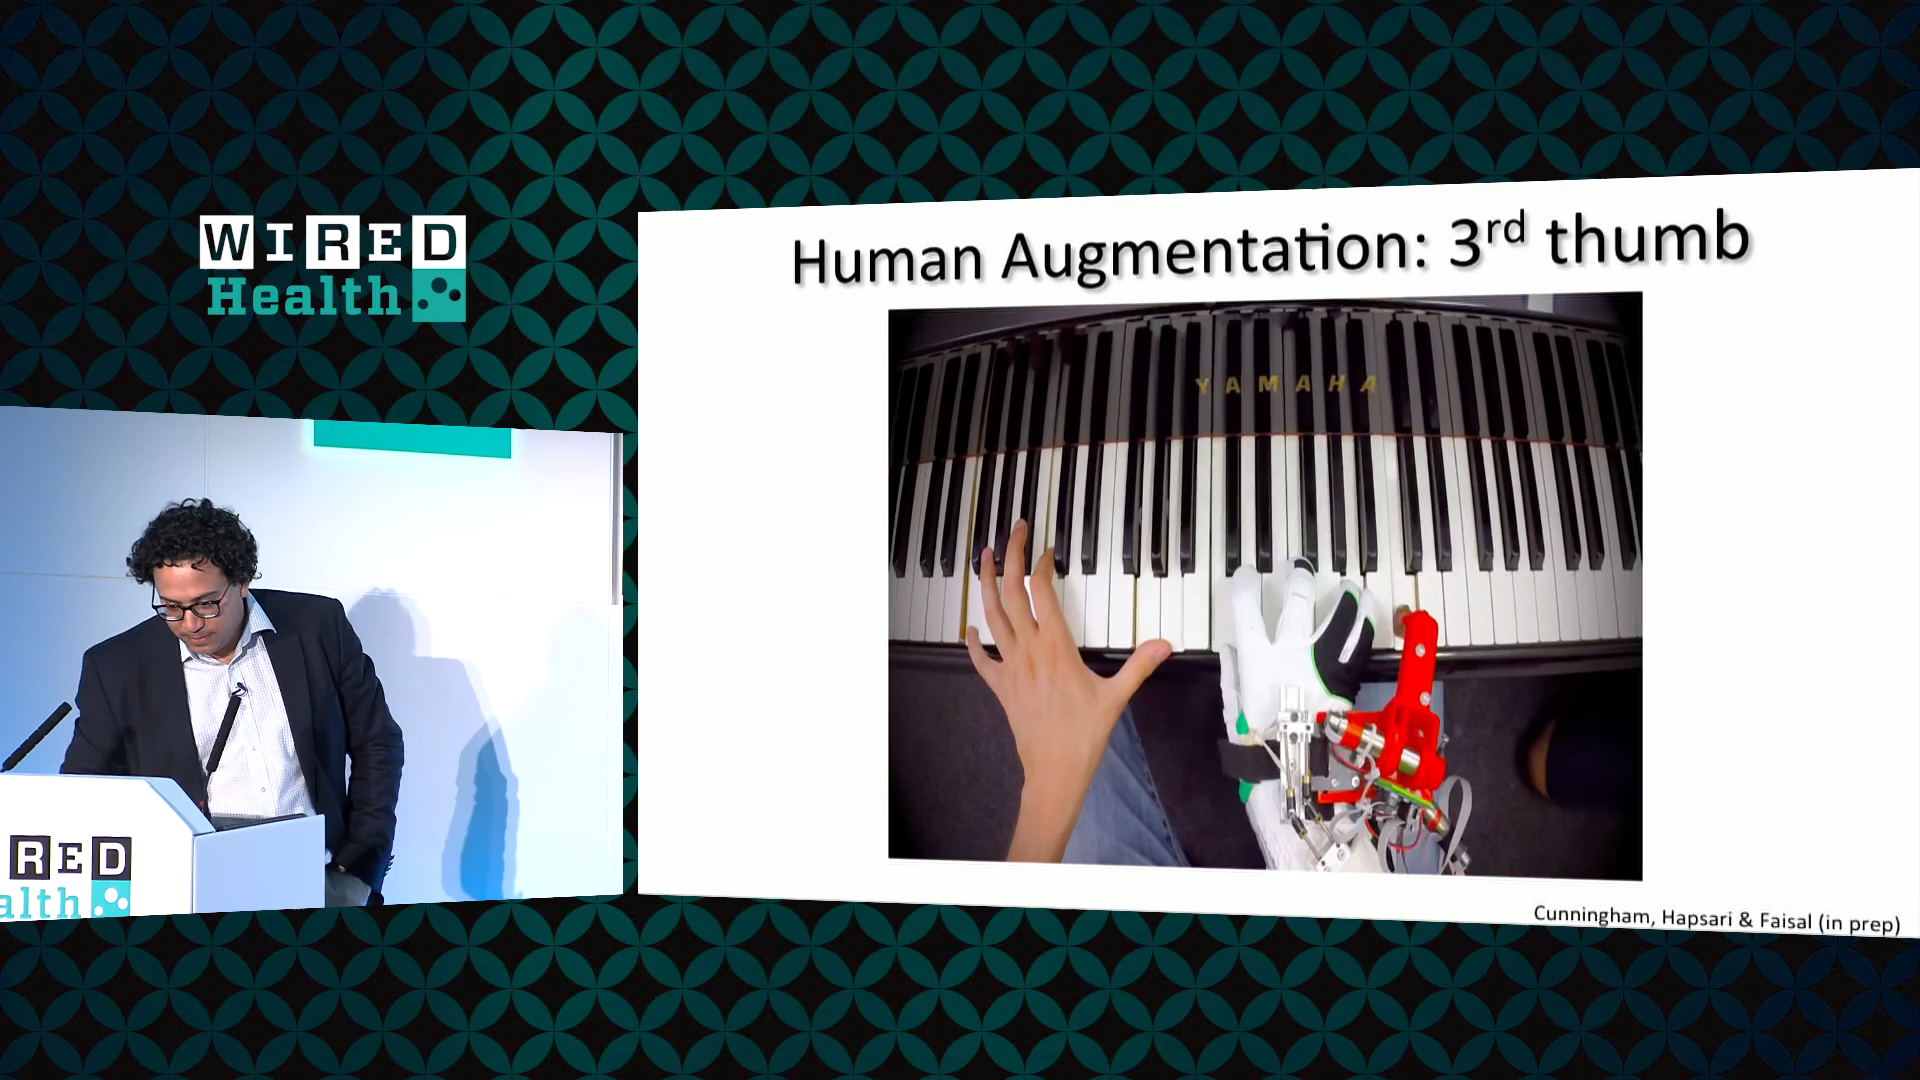 WIRED
Health
Human Augmentation: 3rd thumb
YAMAHA
RED
alth
Cunningham, Hapsari & Faisal (in prep)